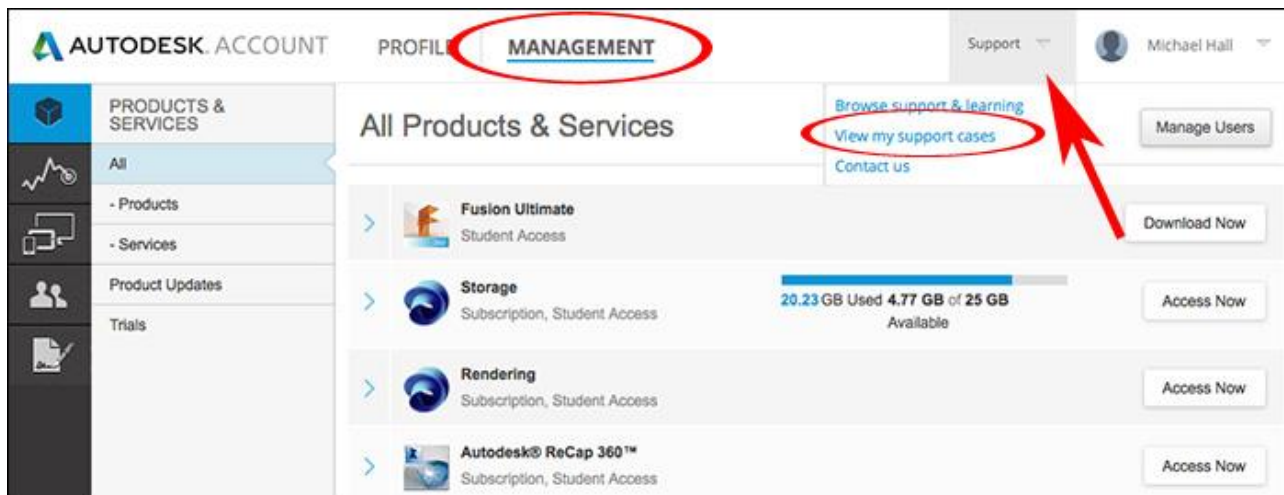 AUTODESK. ACCOUNT
PROFILE
MANAGEMENT
Support
Michael Hall
PRODUCTS &
SERVICES
All
- Products
- Services
Product Updates
Trials
All Products & Services
Browse support & learning
View my support cases
Contact us
Manage Users
Fusion Ultimate
Student Access
Download Now
Storage
Subscription, Student Access
20.23 GB Used 4.77 GB of 25 GB
Available
Access Now
Rendering
Subscription, Student Access
Access Now
Autodesk® ReCap 360™
Subscription, Student Access
Access Now